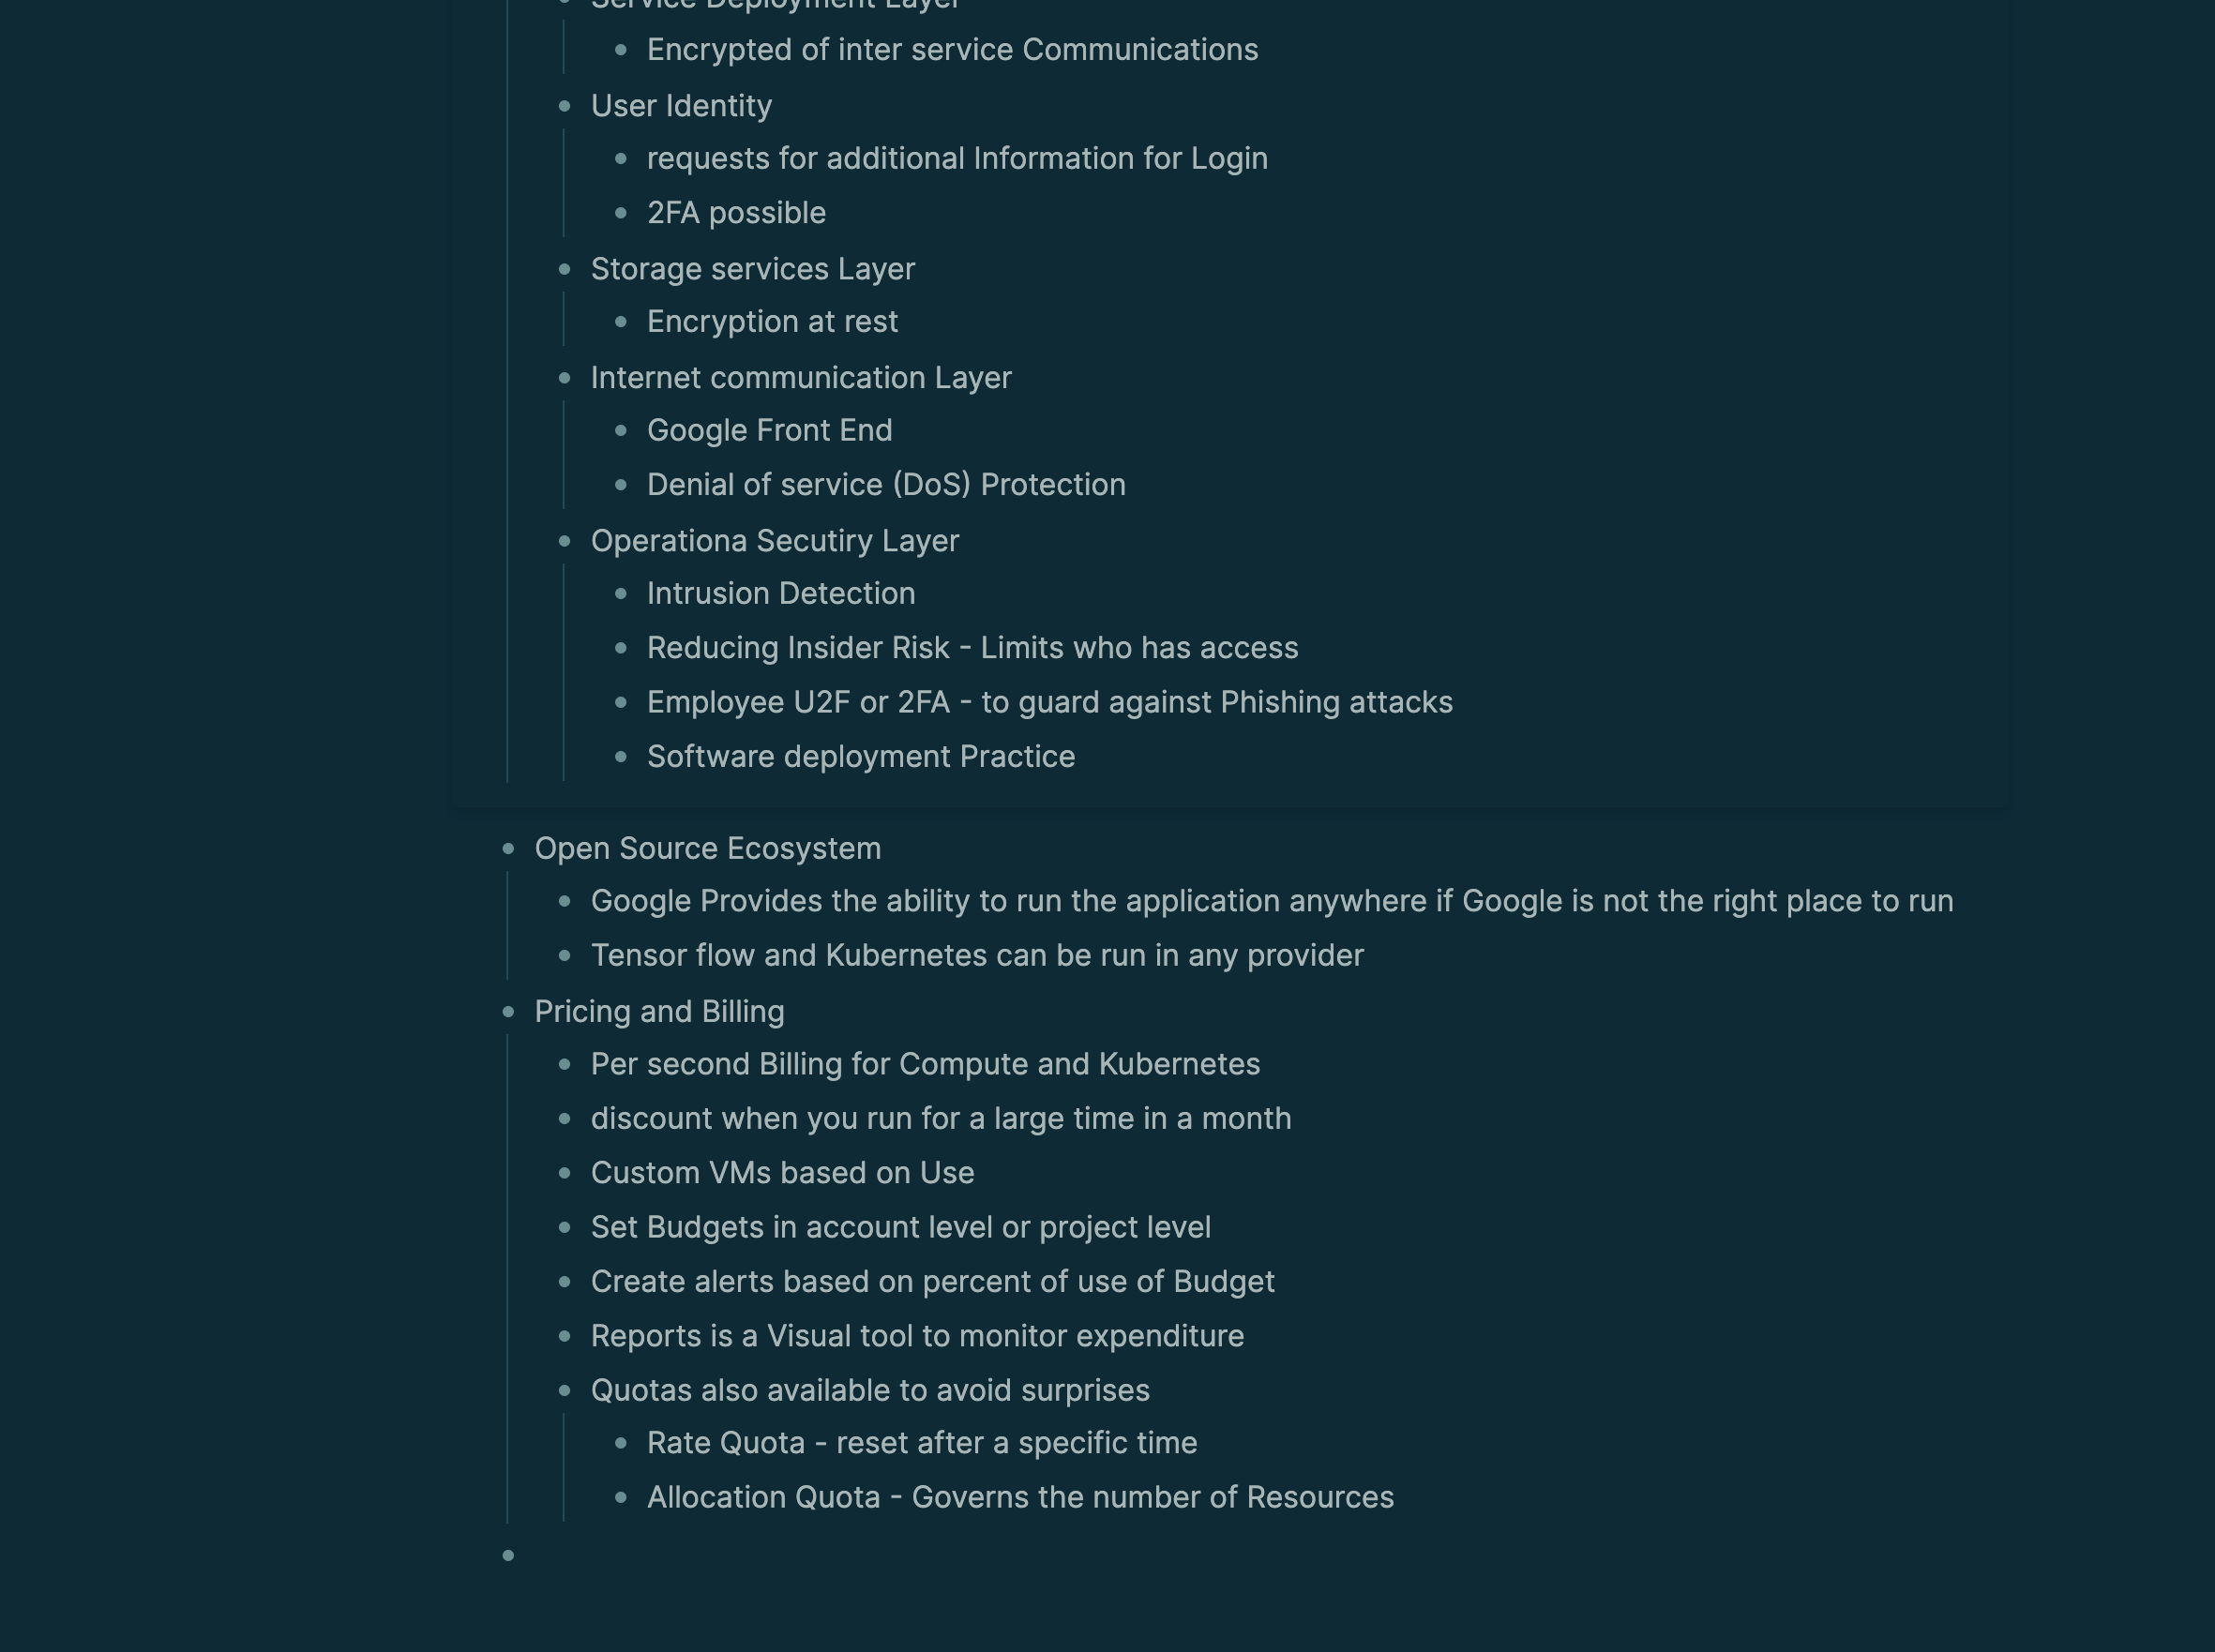 Service Deployment Layer
Encrypted of inter service Communications
User Identity
requests for additional Information for Login
2FA possible
Storage services Layer
Encryption at rest
Internet communication Layer
Google Front End
Denial of service (DoS) Protection
Operationa Secutiry Layer
Intrusion Detection
Reducing Insider Risk - Limits who has access
Employee U2F or 2FA - to guard against Phishing attacks
Software deployment Practice
Open Source Ecosystem
Google Provides the ability to run the application anywhere if Google is not the right place to run
Tensor flow and Kubernetes can be run in any provider
Pricing and Billing
Per second Billing for Compute and Kubernetes
discount when you run for a large time in a month
Custom VMs based on Use
Set Budgets in account level or project level
Create alerts based on percent of use of Budget
Reports is a Visual tool to monitor expenditure
Quotas also available to avoid surprises
Rate Quota - reset after a specific time
Allocation Quota - Governs the number of Resources